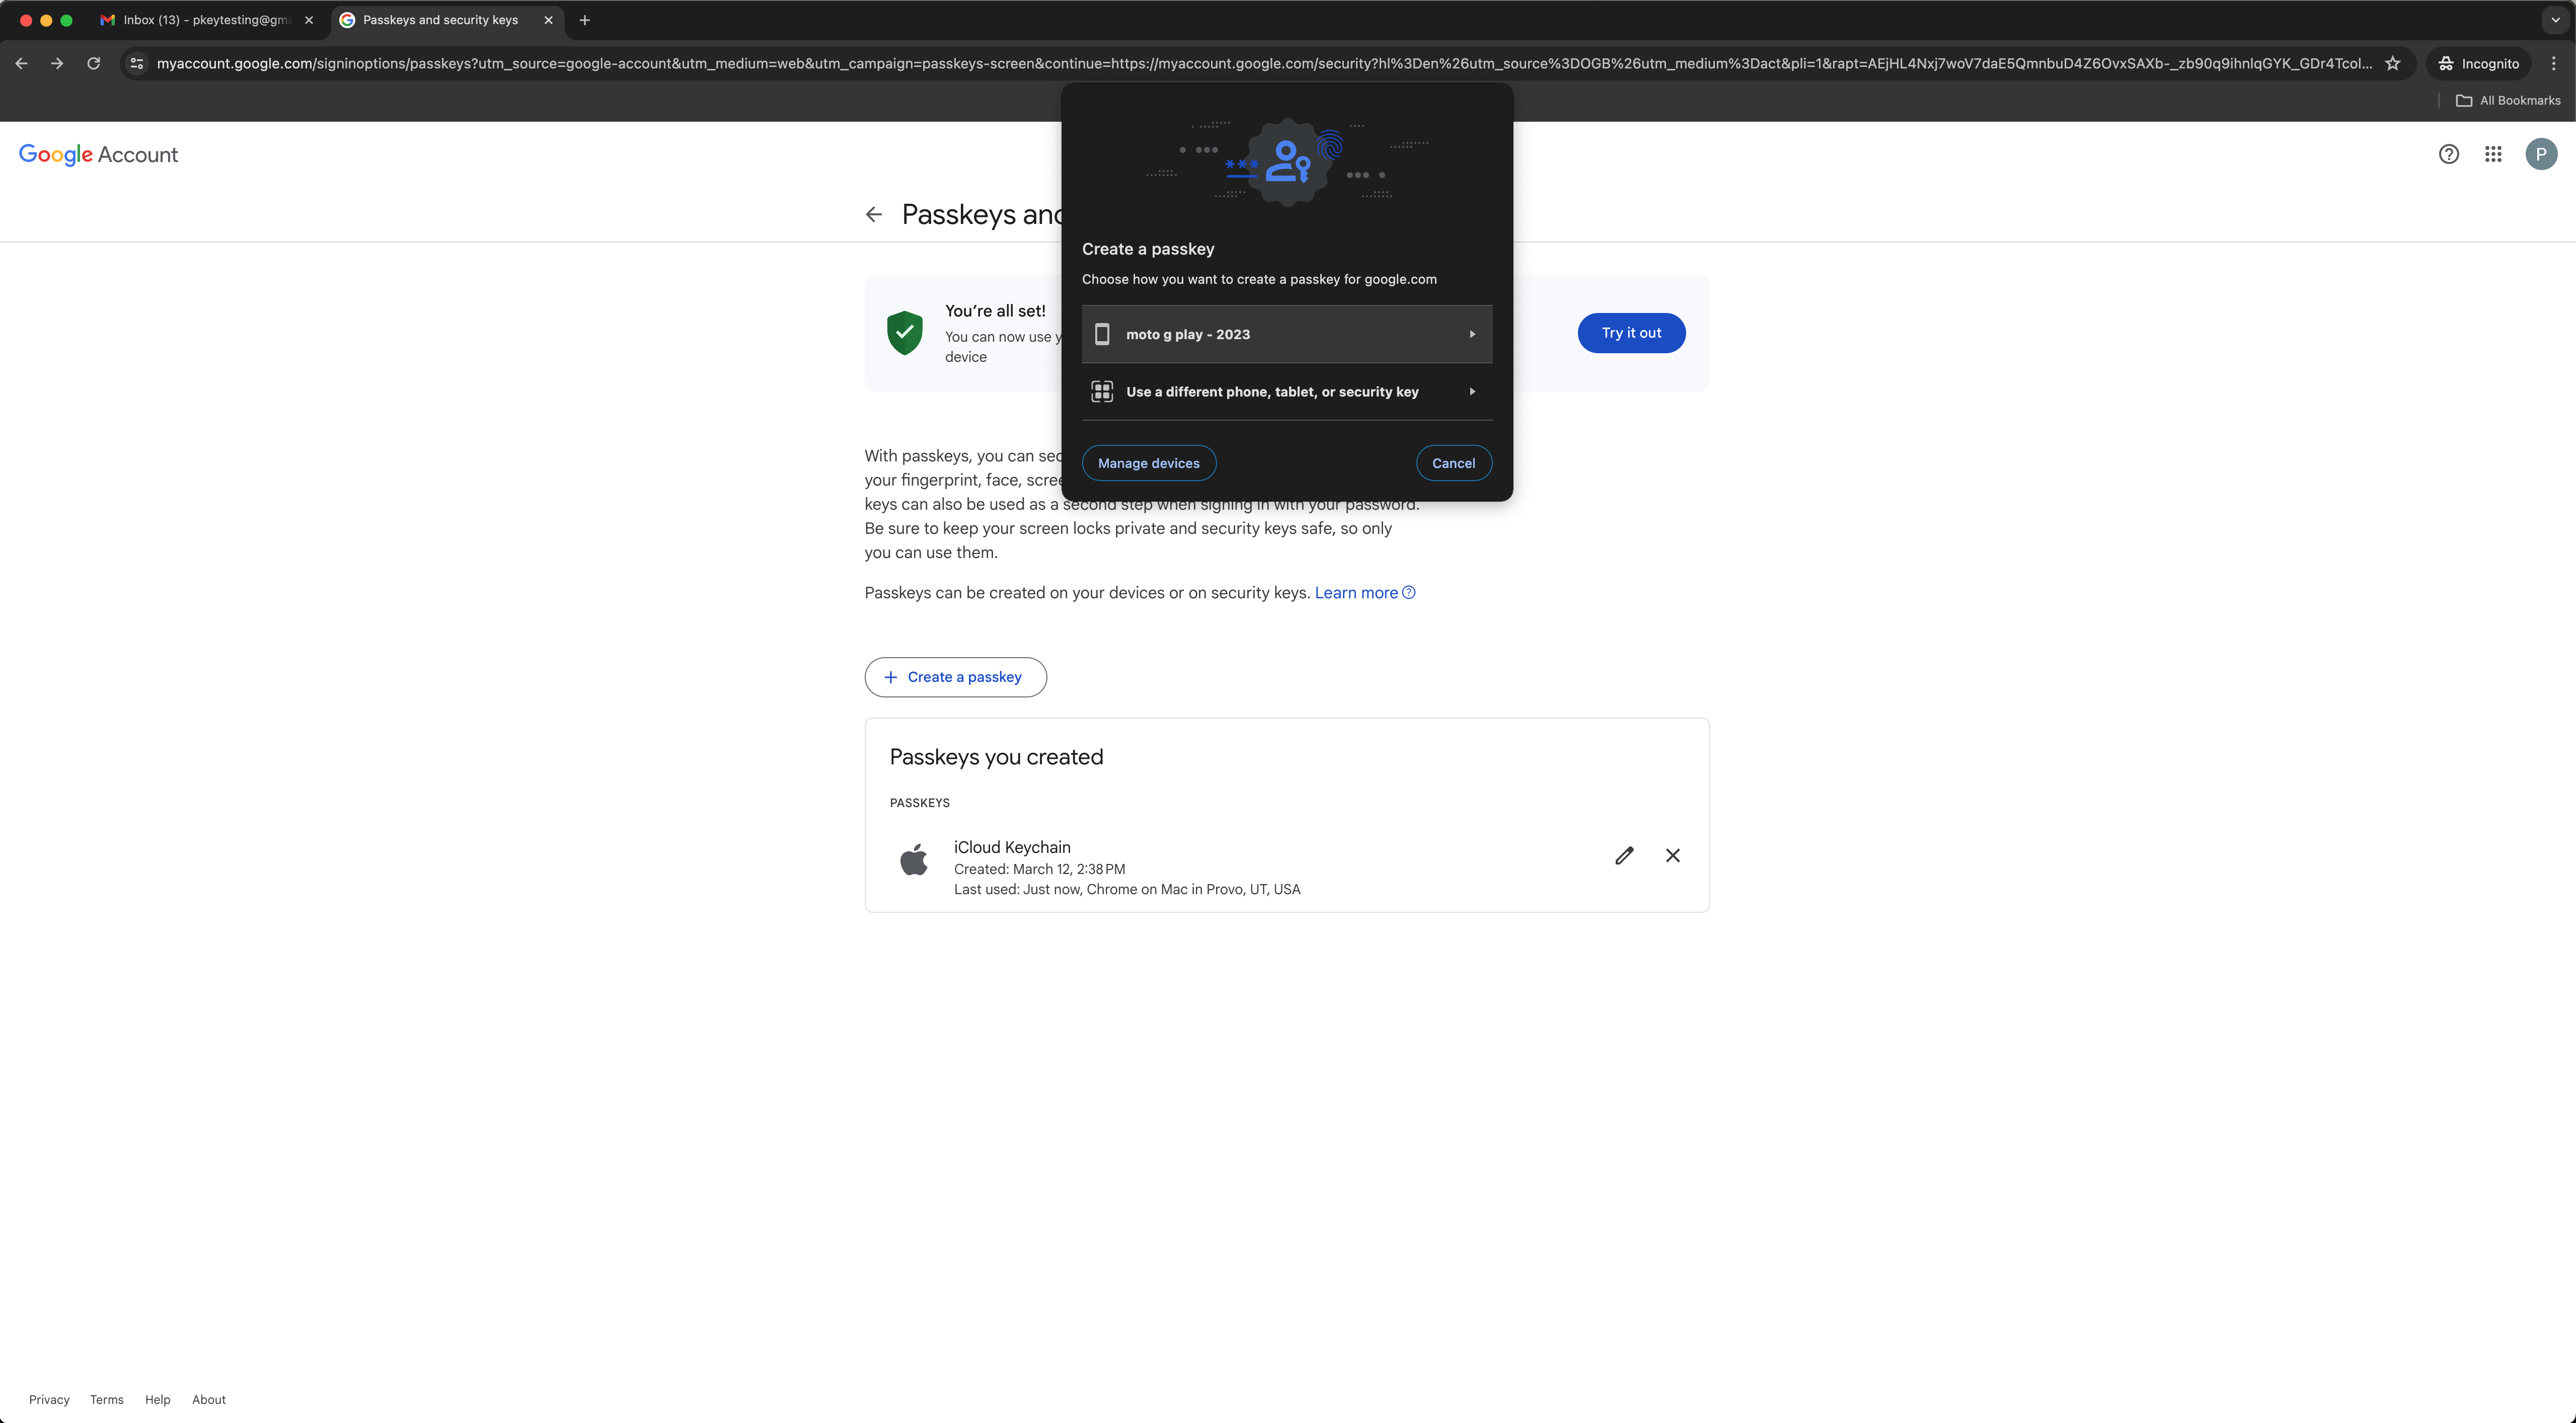 Inbox (13) - pkeytesting@gm
Passkeys and security keys
myaccount.google.com/signinoptions/passkeys?utm_source=google-account&utm_medium=web&utm_campaign=passkeys-screen&continue=https://myaccount.google.com/security?hl%3Den%26utm_source%3DOGB%26utm_medium%3Dact&pli=1&rapt=AEjHL4Nxj7woV7daE5QmnbuD4Z6OvxSAXb-_zb90q9ihnlqGYK_GDr4Tcol...
Incognito
All Bookmarks
Google Account
P
Passkeys and
***
Create a passkey
Choose how you want to create a passkey for google.com
moto g play - 2023
Use a different phone, tablet, or security key
Manage devices
Cancel
You're all set!
You can now use y
device
Try it out
With passkeys, you can sec
your fingerprint, face, scree
keys can also be used as a second step when signing in with your password.
Be sure to keep your screen locks private and security keys safe, so only
you can use them.
Passkeys can be created on your devices or on security keys. Learn more
Create a passkey
Passkeys you created
PASSKEYS
iCloud Keychain
Created: March 12, 2:38 PM
Last used: Just now, Chrome on Mac in Provo, UT, USA
Privacy Terms Help About